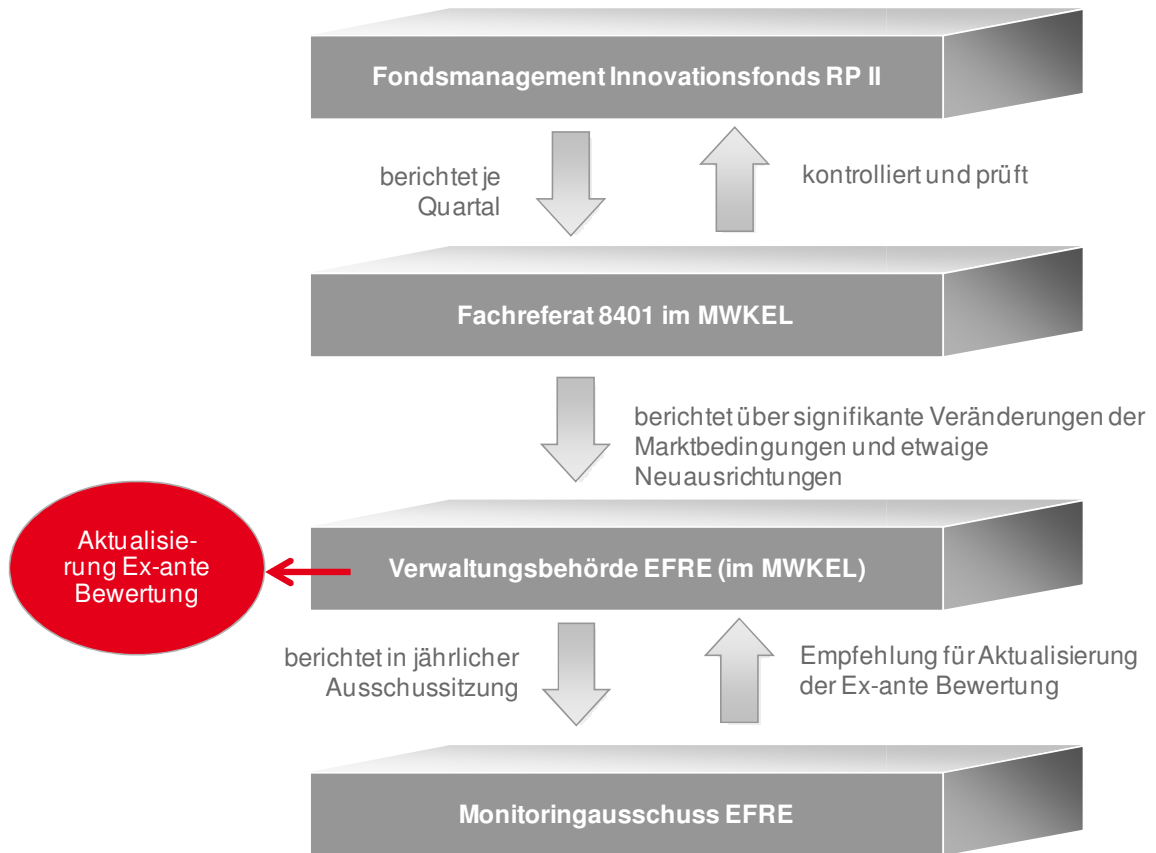 Fondsmanagement Innovationsfonds RP II
berichtet je
Quartal
kontrolliert und prüft
Fachreferat 8401 im MWKEL
berichtet über signifikante Veränderungen der
Marktbedingungen und etwaige
Neuausrichtungen
Aktualisie-
rung Ex-ante
Bewertung
Verwaltungsbehörde EFRE (im MWKEL)
berichtet in jährlicher
Ausschussitzung
Empfehlung für Aktualisierung
der Ex-ante Bewertung
Monitoringausschuss EFRE